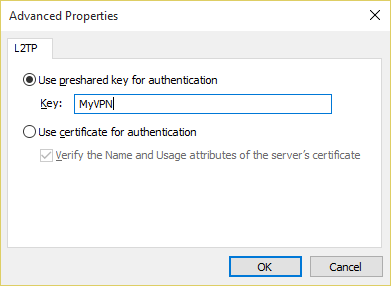 Advanced Properties
L2TP
Use preshared key for authentication
Key: MyVPN
Use certificate for authentication
Verify the Name and Usage attributes of the server's certificate
OK Cancel